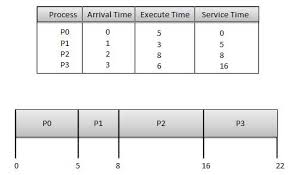 Process Arrival Time Execute Time Service Time
P0 0 5 0
P1 1 3 5
P2 2 8 8
P3 3 6 16
P0 P1 P2 P3
0 5 8 16 22